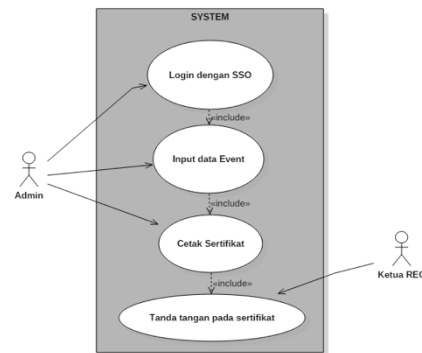 SYSTEM
Login dengan SSO
«include»
Input data Event
Admin
«include»
Cetak Sertifikat
Ketua REC
«include»
Tanda tangan pada sertifikat